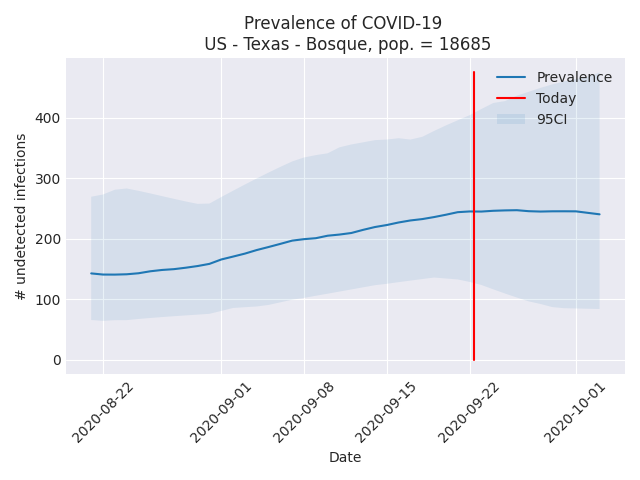 Prevalence of COVID-19
US - Texas - Bosque, pop. = 18685
Prevalence
Today
95CI
# undetected infections
400
300
200
100
0
2020-08-22
2020-09-01
2020-09-08
2020-09-15
2020-09-22
2020-10-01
Date